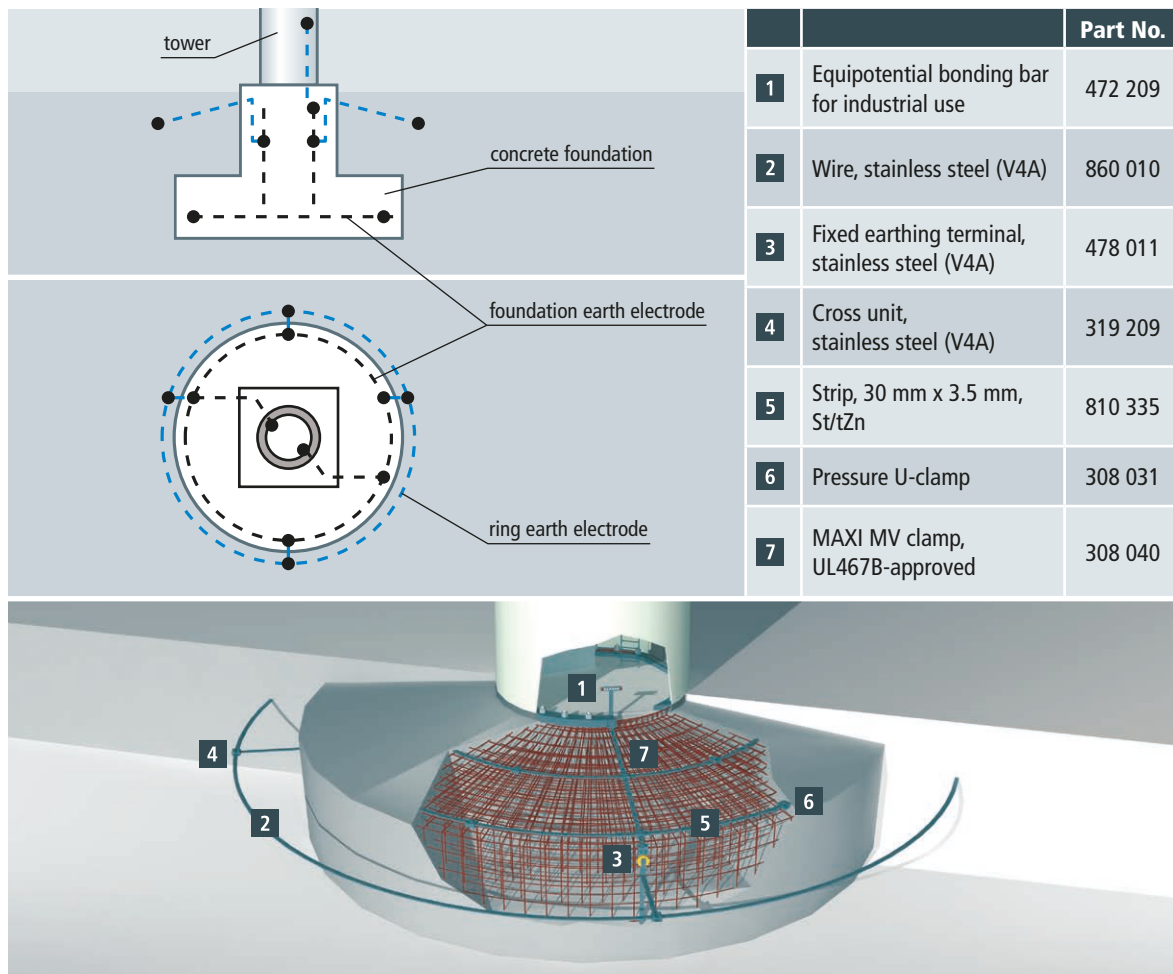 tower
concrete foundation
foundation earth electrode
ring earth electrode
Part No.
1 Equipotential bonding bar
for industrial use 472 209
2 Wire, stainless steel (V4A) 860 010
3 Fixed earthing terminal,
stainless steel (V4A) 478 011
4 Cross unit,
stainless steel (V4A) 319 209
5 Strip, 30 mm x 3.5 mm,
St/tZn 810 335
6 Pressure U-clamp 308 031
7 MAXI MV clamp,
UL467B-approved 308 040
1
7
4
6
2
5
3